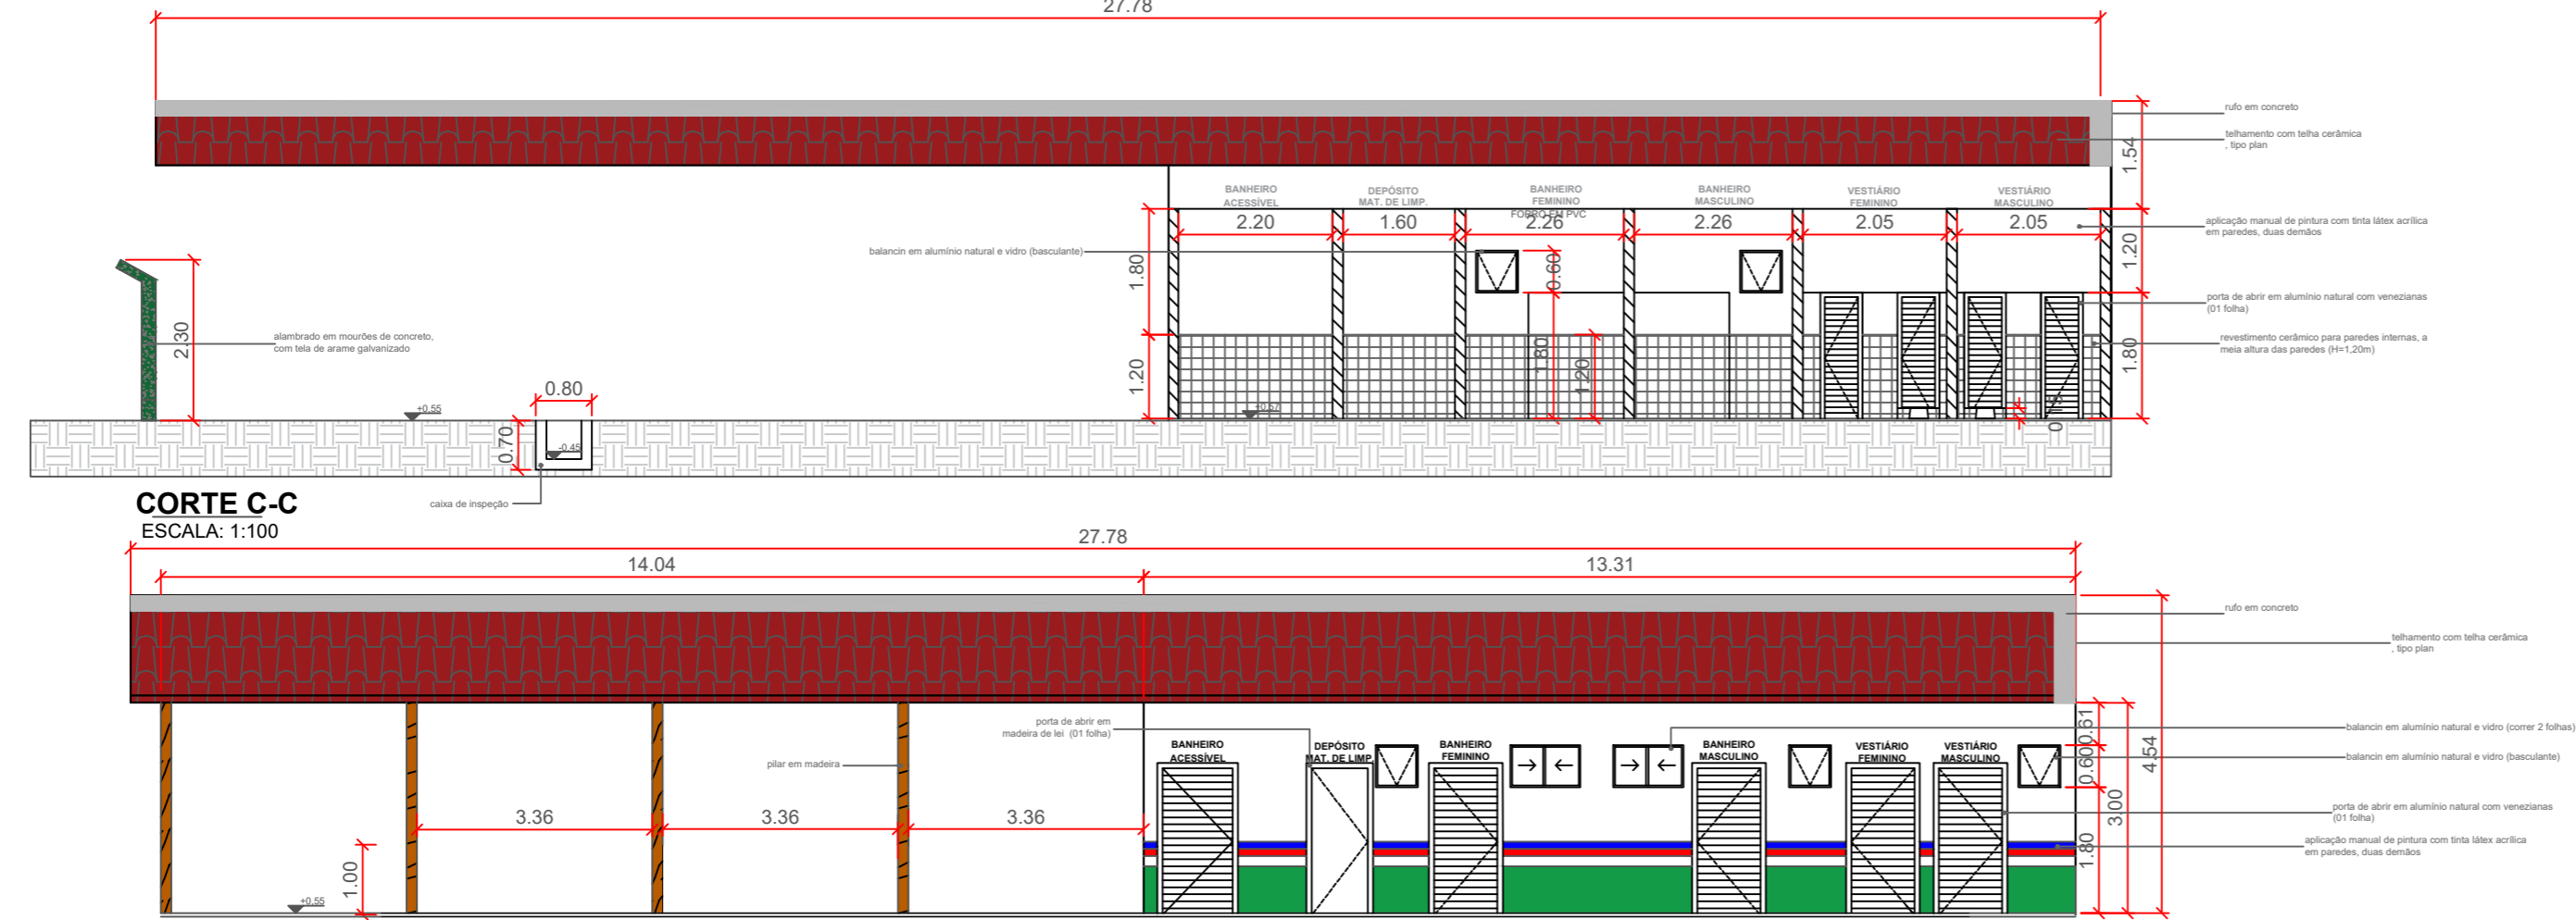 27.78
rufo em concreto
telhamento com telha cerâmica
, tipo plan
1.54
BANHEIRO
ACESSÍVEL
DEPÓSITO
MAT. DE LIMP.
BANHEIRO
FEMININO
FORRO EM PVC
BANHEIRO
MASCULINO
VESTIÁRIO
FEMININO
VESTIÁRIO
MASCULINO
2.20
1.60
2.26
2.26
2.05
2.05
aplicação manual de pintura com tinta látex acrílica
em paredes, duas demãos
1.20
balancin em alumínio natural e vidro (basculante)
1.80
0.60
porta de abrir em alumínio natural com venezianas
(01 folha)
2.30
alambrado em mourões de concreto,
com tela de arame galvanizado
revestimento cerâmico para paredes internas, a
meia altura das paredes (H=1,20m)
1.20
1.80
1.20
1.80
0.80
+0,55
+0,57
0.70
-0.45
caixa de inspeção
CORTE C-C
ESCALA: 1:100
27.78
14.04
13.31
rufo em concreto
telhamento com telha cerâmica
, tipo plan
porta de abrir em
madeira de lei (01 folha)
pilar em madeira
BANHEIRO
ACESSÍVEL
DEPÓSITO
MAT. DE LIMP.
BANHEIRO
FEMININO
BANHEIRO
MASCULINO
VESTIÁRIO
FEMININO
VESTIÁRIO
MASCULINO
0.61
0.60
4.54
3.00
1.80
balancin em alumínio natural e vidro (correr 2 folhas)
balancin em alumínio natural e vidro (basculante)
porta de abrir em alumínio natural com venezianas
(01 folha)
aplicação manual de pintura com tinta látex acrílica
em paredes, duas demãos
3.36
3.36
3.36
1.00
+0,55